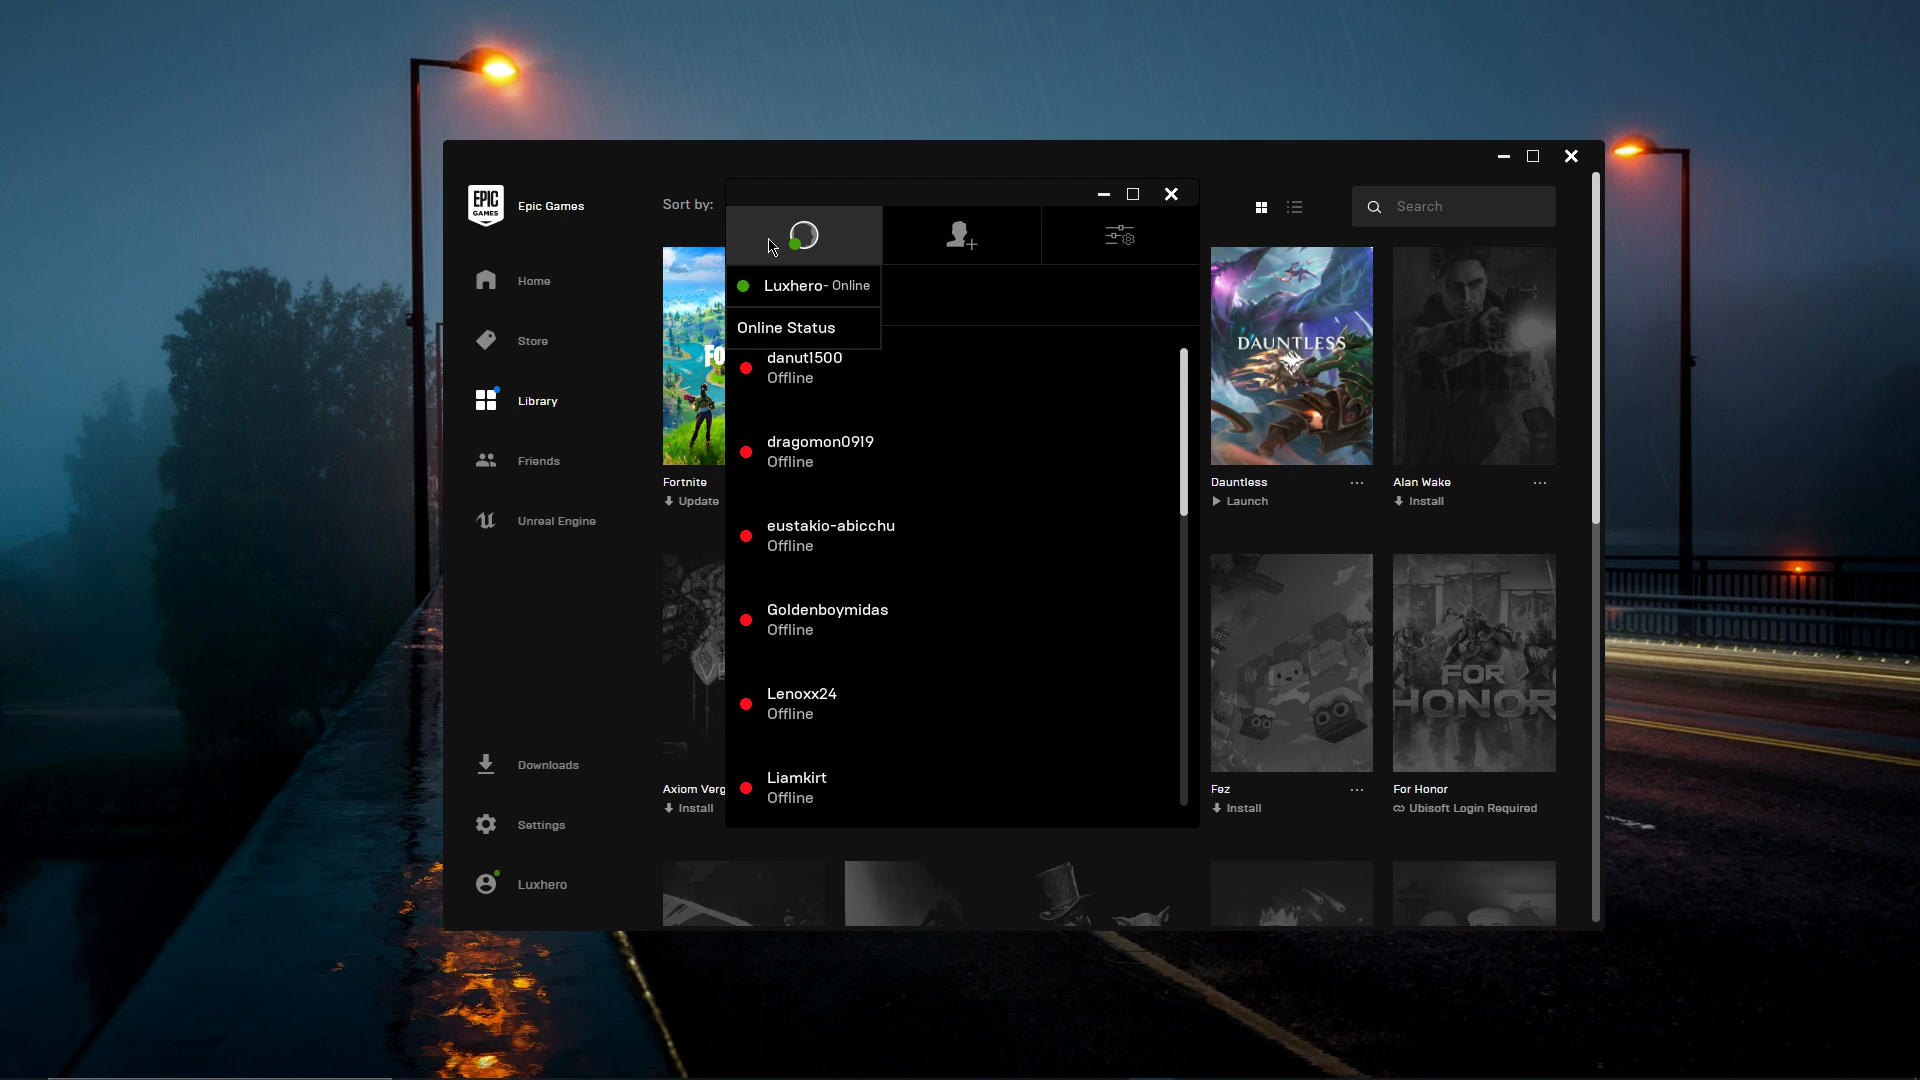 EPIC
GAMES
Epic Games
Home
Store
Library
Friends
Unreal Engine
Downloads
Settings
Luxhero
Sort by:
Search
Luxhero- Online
Online Status
danut1500
Offline
dragomon0919
Offline
eustakio-abicchu
Offline
Goldenboymidas
Offline
Lenoxx24
Offline
Liamkirt
Offline
FO
Fortnite
Update
DAUNTLESS
Dauntless
Launch
Alan Wake
Install
Axiom Verg
Install
Fez
Install
FOR
HONOR
For Honor
Ubisoft Login Required